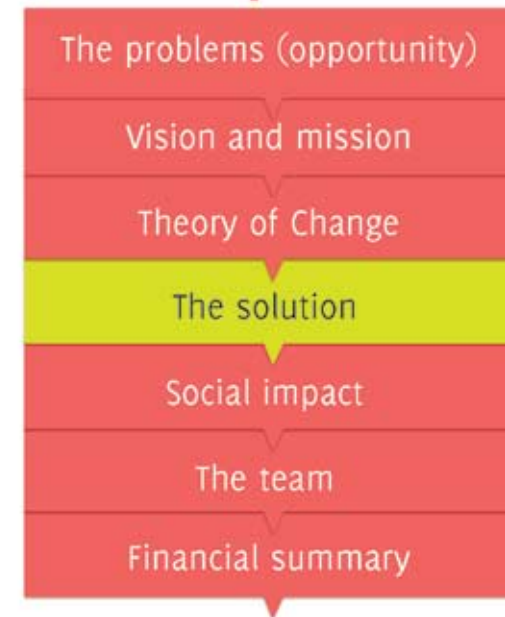 The problems (opportunity)
Vision and mission
Theory of Change
The solution
Social impact
The team
Financial summary